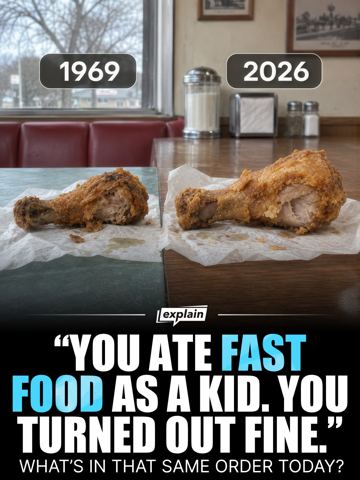 1969
2026
explain
“YOU ATE FAST
FOOD AS A KID. YOU
TURNED OUT FINE.”
WHAT’S IN THAT SAME ORDER TODAY?